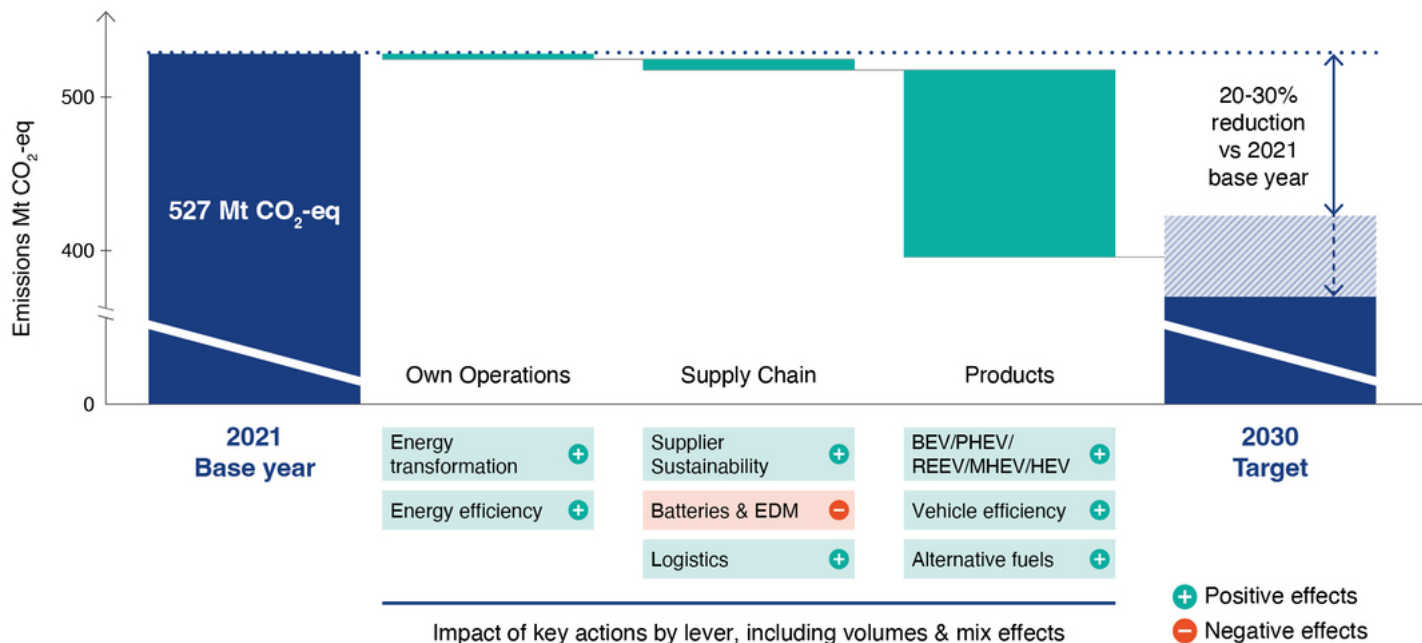 Emissions Mt CO₂-eq
500
400
0
527 Mt CO₂-eq
20-30%
reduction
vs 2021
base year
Own Operations
Supply Chain
Products
2021
Base year
Energy
transformation
Energy efficiency
Supplier
Sustainability
Batteries & EDM
Logistics
BEV/PHEV/
REEV/MHEV/HEV
Vehicle efficiency
Alternative fuels
2030
Target
Impact of key actions by lever, including volumes & mix effects
Positive effects
Negative effects